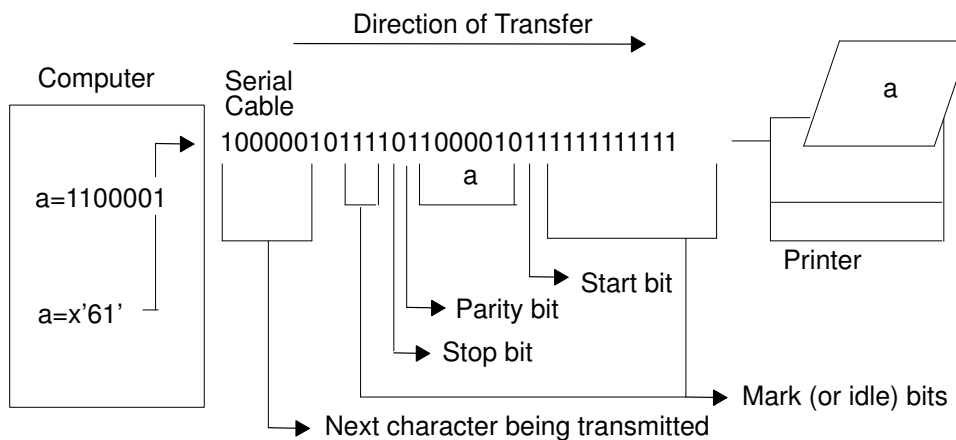 Direction of Transfer
Computer
Serial
Cable
a
100000101111011000010111111111111
a
a=1100001
Printer
Start bit
a=x'61'
Parity bit
Stop bit
Mark (or idle) bits
Next character being transmitted